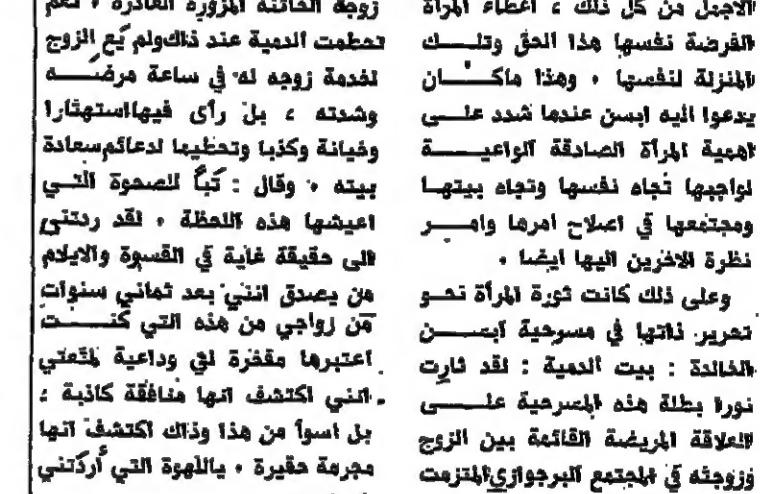 الاجمل من كل ذلك ، اعطاء المرأة
الفرضة نفسها هذا الحق وتلك
المنزلة لنفسها . وهذا ماكان
يدعوا اليه ابسن عندما شدد على
اهمية المرأة الصادقة الواعية
لواجبها تجاه نفسها وتجاه بيتها
ومجتمعها في اصلاح امرها وامر
نظرة الاخرين اليها ايضا .
وعلى ذلك كانت ثورة المرأة نحو
تحرير ذاتها في مسرحية ابسن
الخالدة : بيت الدمية : لقد ثارت
نورا بطلة هذه المسرحية على
العلاقة المريضة القائمة بين الزوج
وزوجته في المجتمع البرجوازي المتزمت
زوجه الخائنة المزورة الغادرة ، نعم
تحطمت الدمية عند ذاك ولم يُع الزوج
لخدمة زوجه له في ساعة مرضه
وشدته ، بل رأى فيها استهتارا
وخيانة وكذبا وتحطيما لدعائم سعادة
بيته . وقال : تباً للصحوة التي
اعيشها هذه اللحظة . لقد ردتني
الى حقيقة غاية في القسوة والايلام
من يصدق انني بعد ثماني سنوات
من زواجي من هذه التي كنت
اعتبرها مفخرة لي وداعية لمتعتي
انني اكتشف انها منافقة كاذبة ؛
بل اسوأ من هذا وذاك اكتشف انها
مجرمة حقيرة . ياللهوة التي أردتني